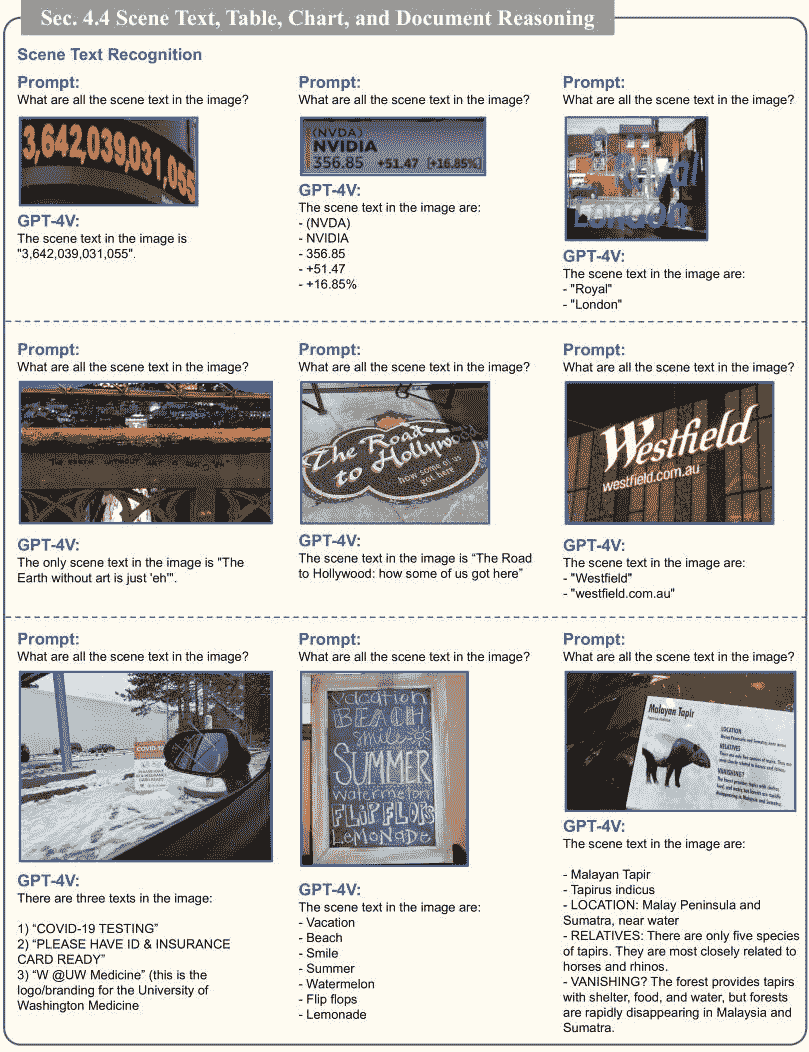 Sec. 4.4 Scene Text, Table, Chart, and Document Reasoning
Scene Text Recognition
Prompt:
What are all the scene text in the image?
3,642,039,031,055
GPT-4V:
The scene text in the image is
"3,642,039,031,055".
Prompt:
What are all the scene text in the image?
(NVDA)
NVIDIA
356.85 +51.47 [+16.85%]
GPT-4V:
The scene text in the image are:
- (NVDA)
- NVIDIA
- 356.85
- +51.47
- +16.85%
Prompt:
What are all the scene text in the image?
Royal
London
GPT-4V:
The scene text in the image are:
- "Royal"
- "London"
Prompt:
What are all the scene text in the image?
THE EARTH WITHOUT ART IS JUST
GPT-4V:
The only scene text in the image is "The
Earth without art is just 'eh'".
Prompt:
What are all the scene text in the image?
The Road
to Hollywood
how some of us
got here
GPT-4V:
The scene text in the image is “The Road
to Hollywood: how some of us got here”
Prompt:
What are all the scene text in the image?
Westfield
westfield.com.au
GPT-4V:
The scene text in the image are:
- "Westfield"
- "westfield.com.au"
Prompt:
What are all the scene text in the image?
COVID-19
PLEASE HAVE
ID & INSURANCE
CARD READY
GPT-4V:
There are three texts in the image:
1) “COVID-19 TESTING”
2) “PLEASE HAVE ID & INSURANCE
CARD READY”
3) “W @UW Medicine” (this is the
logo/branding for the University of
Washington Medicine
Prompt:
What are all the scene text in the image?
Vacation
BEACH
smile
SUMMER
watermelon
FLIP FLOPS
LeMoNaDe
GPT-4V:
The scene text in the image are:
- Vacation
- Beach
- Smile
- Summer
- Watermelon
- Flip flops
- Lemonade
Prompt:
What are all the scene text in the image?
Malayan Tapir
LOCATION
RELATIVES
VANISHING?
GPT-4V:
The scene text in the image are:
- Malayan Tapir
- Tapirus indicus
- LOCATION: Malay Peninsula and
Sumatra, near water
- RELATIVES: There are only five species
of tapirs. They are most closely related to
horses and rhinos.
- VANISHING? The forest provides tapirs
with shelter, food, and water, but forests
are rapidly disappearing in Malaysia and
Sumatra.